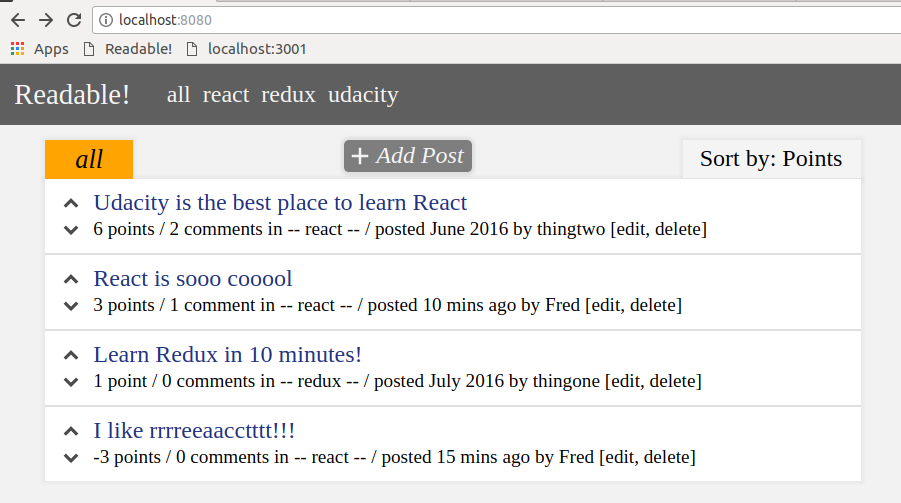 localhost:8080
Apps Readable! localhost:3001
Readable! all react redux udacity
all + Add Post Sort by: Points
Udacity is the best place to learn React
6 points / 2 comments in -- react -- / posted June 2016 by thingtwo [edit, delete]
React is sooo cooool
3 points / 1 comment in -- react -- / posted 10 mins ago by Fred [edit, delete]
Learn Redux in 10 minutes!
1 point / 0 comments in -- redux -- / posted July 2016 by thingone [edit, delete]
I like rrrreeaacctttt!!!
-3 points / 0 comments in -- react -- / posted 15 mins ago by Fred [edit, delete]